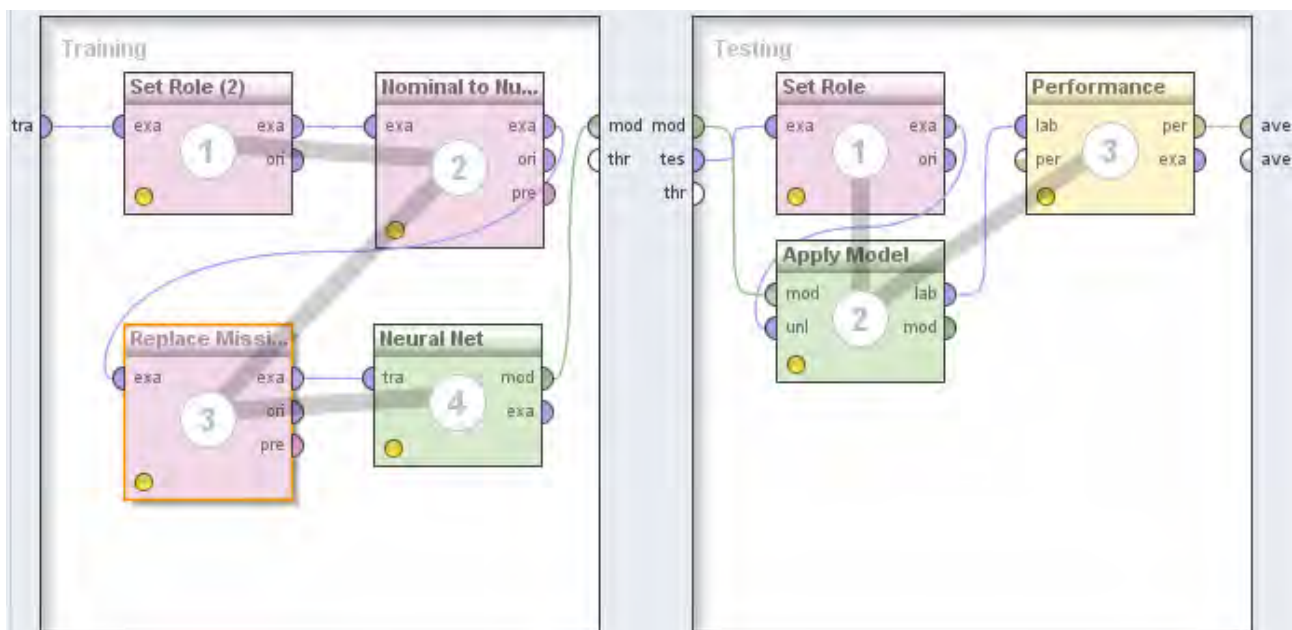 Training
Set Role (2)
Nominal to Nu...
tra
exa
exa
ori
1
exa
exa
ori
pre
2
mod
thr
Replace Missi...
exa
exa
ori
pre
3
Neural Net
tra
mod
exa
4
Testing
mod
tes
thr
Set Role
exa
exa
ori
1
Performance
lab
per
per
exa
3
ave
ave
Apply Model
mod
unl
lab
mod
2